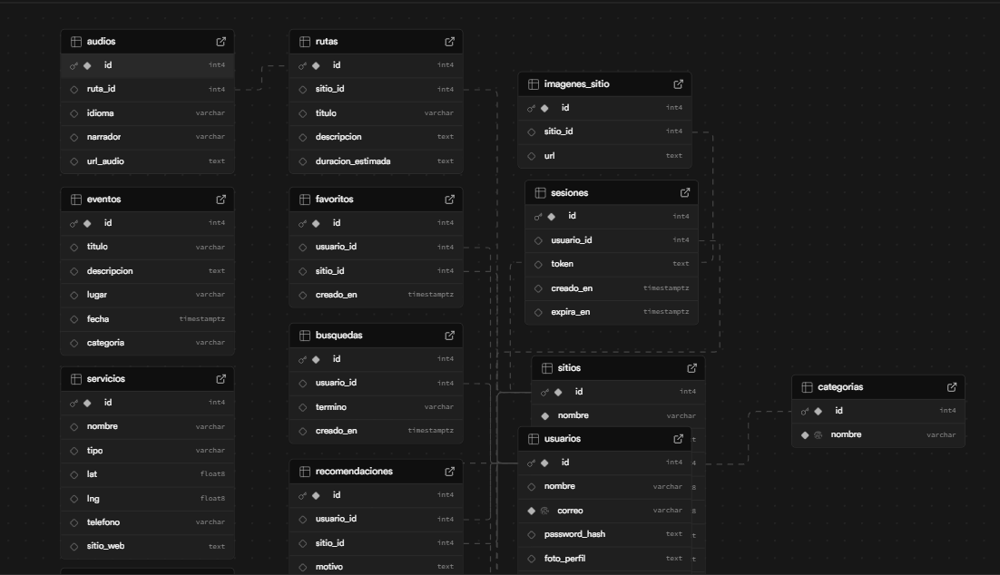 audios
id int4
ruta_id int4
idioma varchar
narrador varchar
url_audio text
eventos
id int4
titulo varchar
descripcion text
lugar varchar
fecha timestamptz
categoria varchar
servicios
id int4
nombre varchar
tipo varchar
lat float8
lng float8
telefono varchar
sitio_web text
rutas
id int4
sitio_id int4
titulo varchar
descripcion text
duracion_estimada text
favoritos
id int4
usuario_id int4
sitio_id int4
creado_en timestamptz
busquedas
id int4
usuario_id int4
termino varchar
creado_en timestamptz
recomendaciones
id int4
usuario_id int4
sitio_id int4
motivo text
imagenes_sitio
id int4
sitio_id int4
url text
sesiones
id int4
usuario_id int4
token text
creado_en timestamptz
expira_en timestamptz
sitios
id int4
nombre varchar
usuarios
id int4
nombre varchar
correo varchar
password_hash text
foto_perfil text
categorias
id int4
nombre varchar